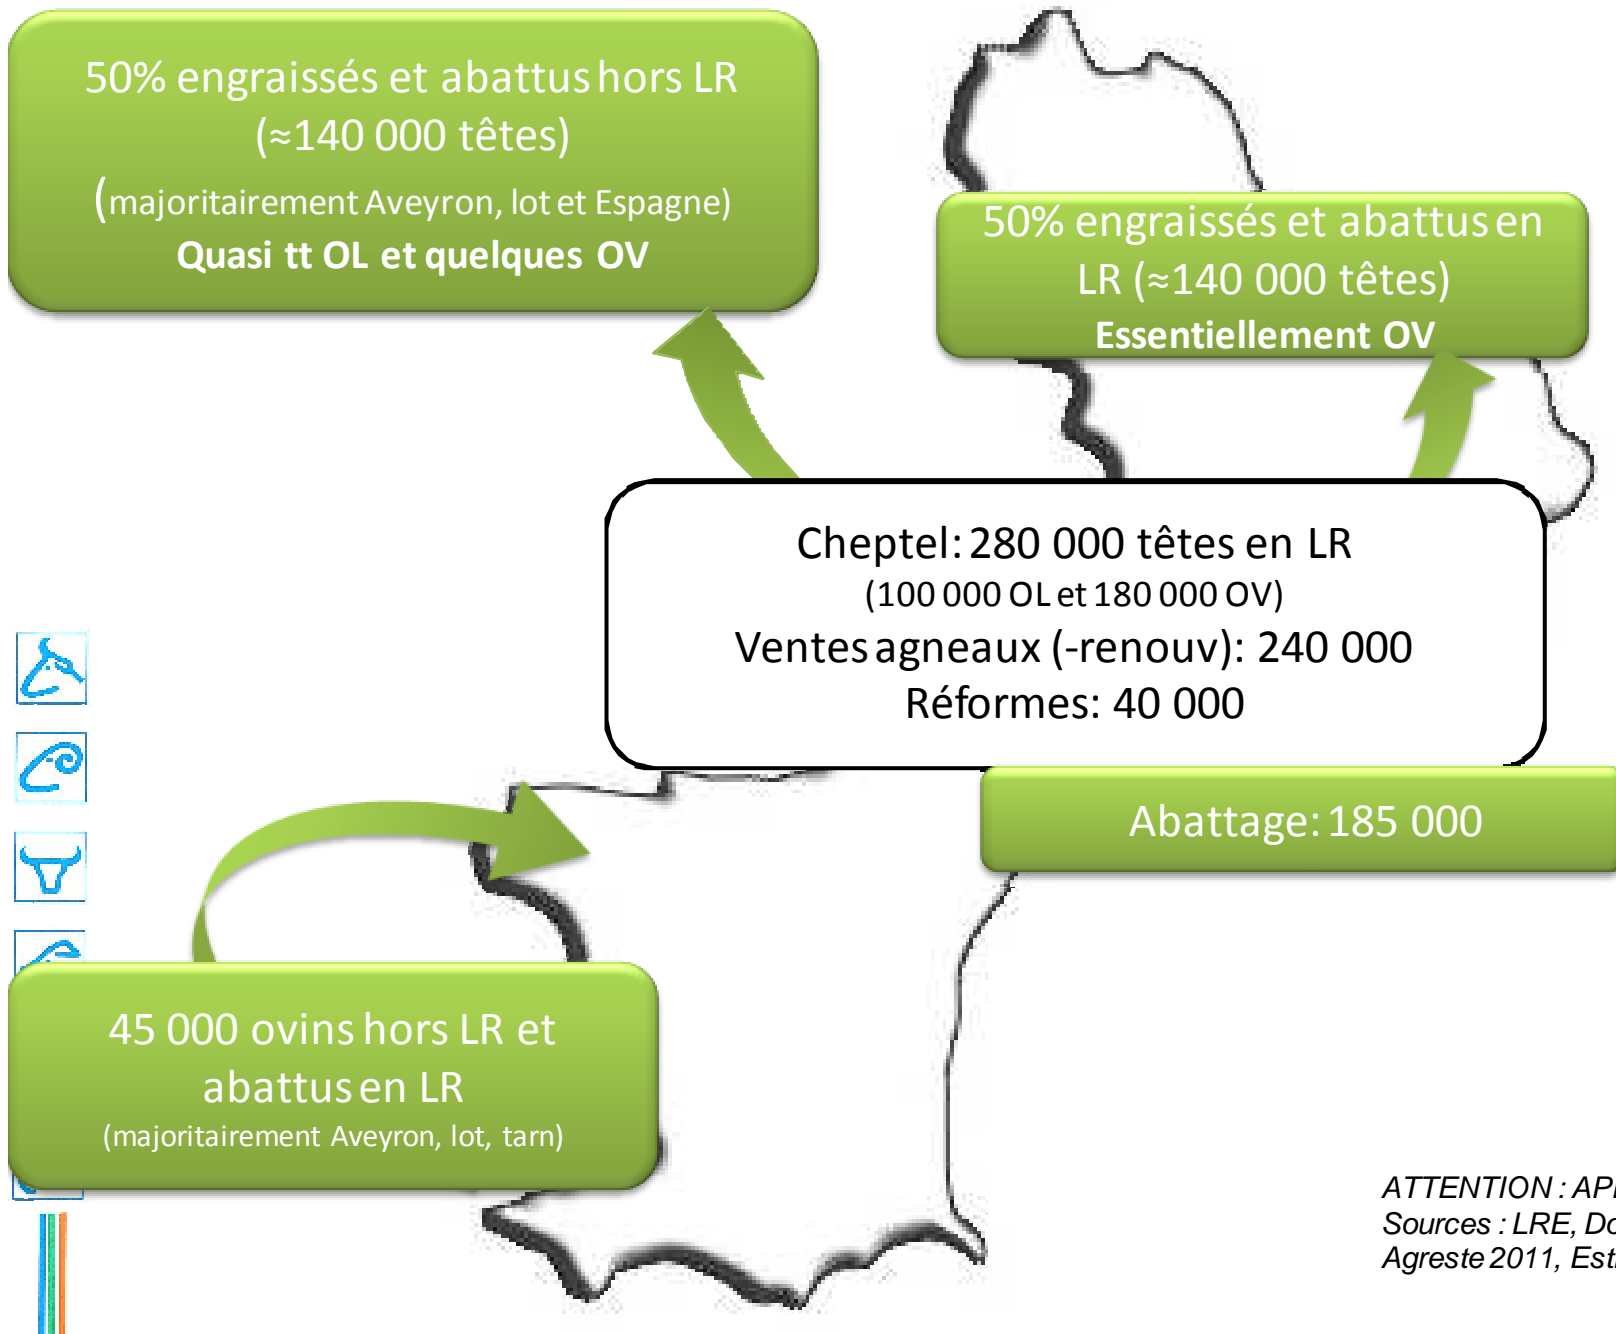 50% engraissés et abattus hors LR
(≈140 000 têtes)
(majoritairement Aveyron, lot et Espagne)
Quasi tt OL et quelques OV
50% engraissés et abattus en
LR (≈140 000 têtes)
Essentiellement OV
Cheptel: 280 000 têtes en LR
(100 000 OL et 180 000 OV)
Ventes agneaux (-renouv): 240 000
Réformes: 40 000
Abattage: 185 000
45 000 ovins hors LR et
abattus en LR
(majoritairement Aveyron, lot, tarn)
ATTENTION :
Sources : LRE,
Agreste 2011,